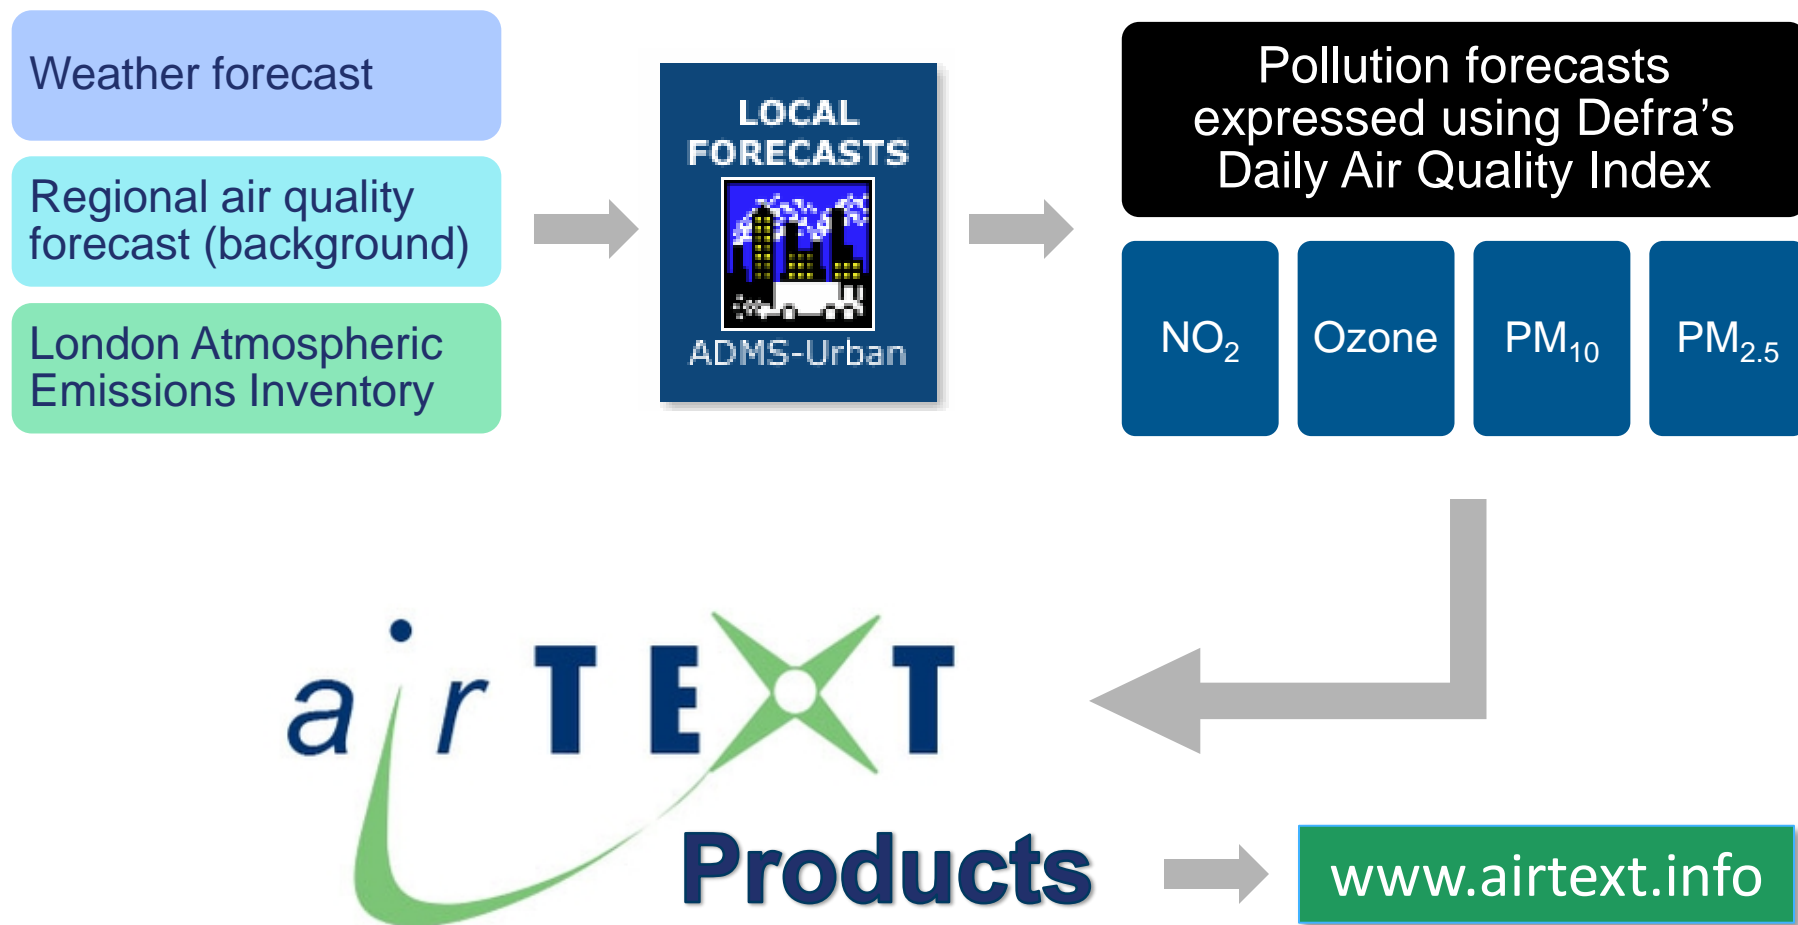 Weather forecast
Regional air quality
forecast (background)
London Atmospheric
Emissions Inventory
LOCAL
FORECASTS
ADMS-Urban
Pollution forecasts
expressed using Defra's
Daily Air Quality Index
NO₂
Ozone
PM₁₀
PM₂.₅
airTEXT
Products
www.airtext.info